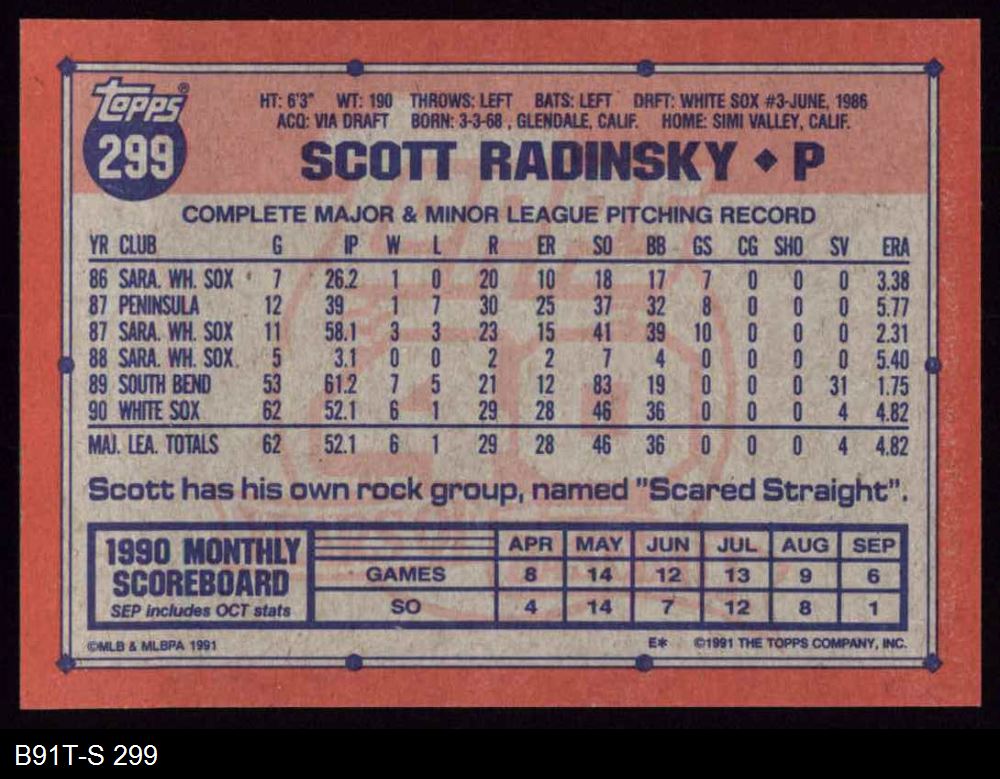 topps®
299
HT: 6'3" WT: 190 THROWS: LEFT BATS: LEFT DRFT: WHITE SOX #3-JUNE, 1986
ACQ: VIA DRAFT BORN: 3-3-68 , GLENDALE, CALIF. HOME: SIMI VALLEY, CALIF.
SCOTT RADINSKY ◆ P
COMPLETE MAJOR & MINOR LEAGUE PITCHING RECORD
YR CLUB G IP W L R ER SO BB GS CG SHO SV ERA
86 SARA. WH. SOX 7 26.2 1 0 20 10 18 17 7 0 0 0 3.38
87 PENINSULA 12 39 1 7 30 25 37 32 8 0 0 0 5.77
87 SARA. WH. SOX 11 58.1 3 3 23 15 41 39 10 0 0 0 2.31
88 SARA. WH. SOX 5 3.1 0 0 2 2 7 4 0 0 0 0 5.40
89 SOUTH BEND 53 61.2 7 5 21 12 83 19 0 0 0 31 1.75
90 WHITE SOX 62 52.1 6 1 29 28 46 36 0 0 0 4 4.82
MAJ. LEA. TOTALS 62 52.1 6 1 29 28 46 36 0 0 0 4 4.82
Scott has his own rock group, named "Scared Straight".
1990 MONTHLY
SCOREBOARD
SEP includes OCT stats
APR MAY JUN JUL AUG SEP
GAMES 8 14 12 13 9 6
SO 4 14 7 12 8 1
©MLB & MLBPA 1991 E* ©1991 THE TOPPS COMPANY, INC.
B91T-S 299